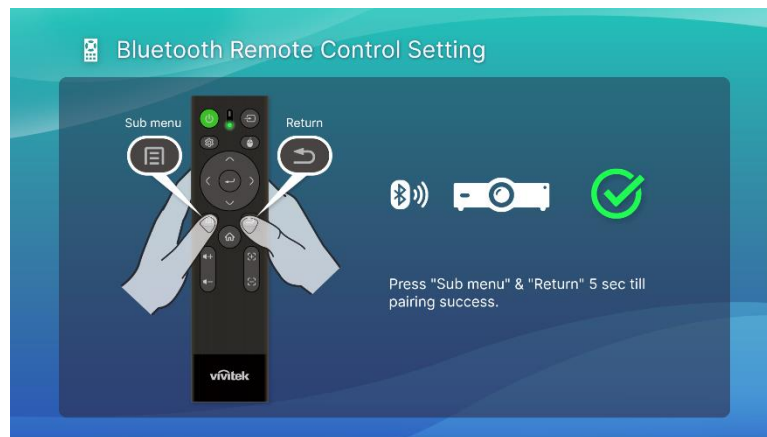 Bluetooth Remote Control Setting
Sub menu
Return
Press "Sub menu" & "Return" 5 sec till
pairing success.
vivitek